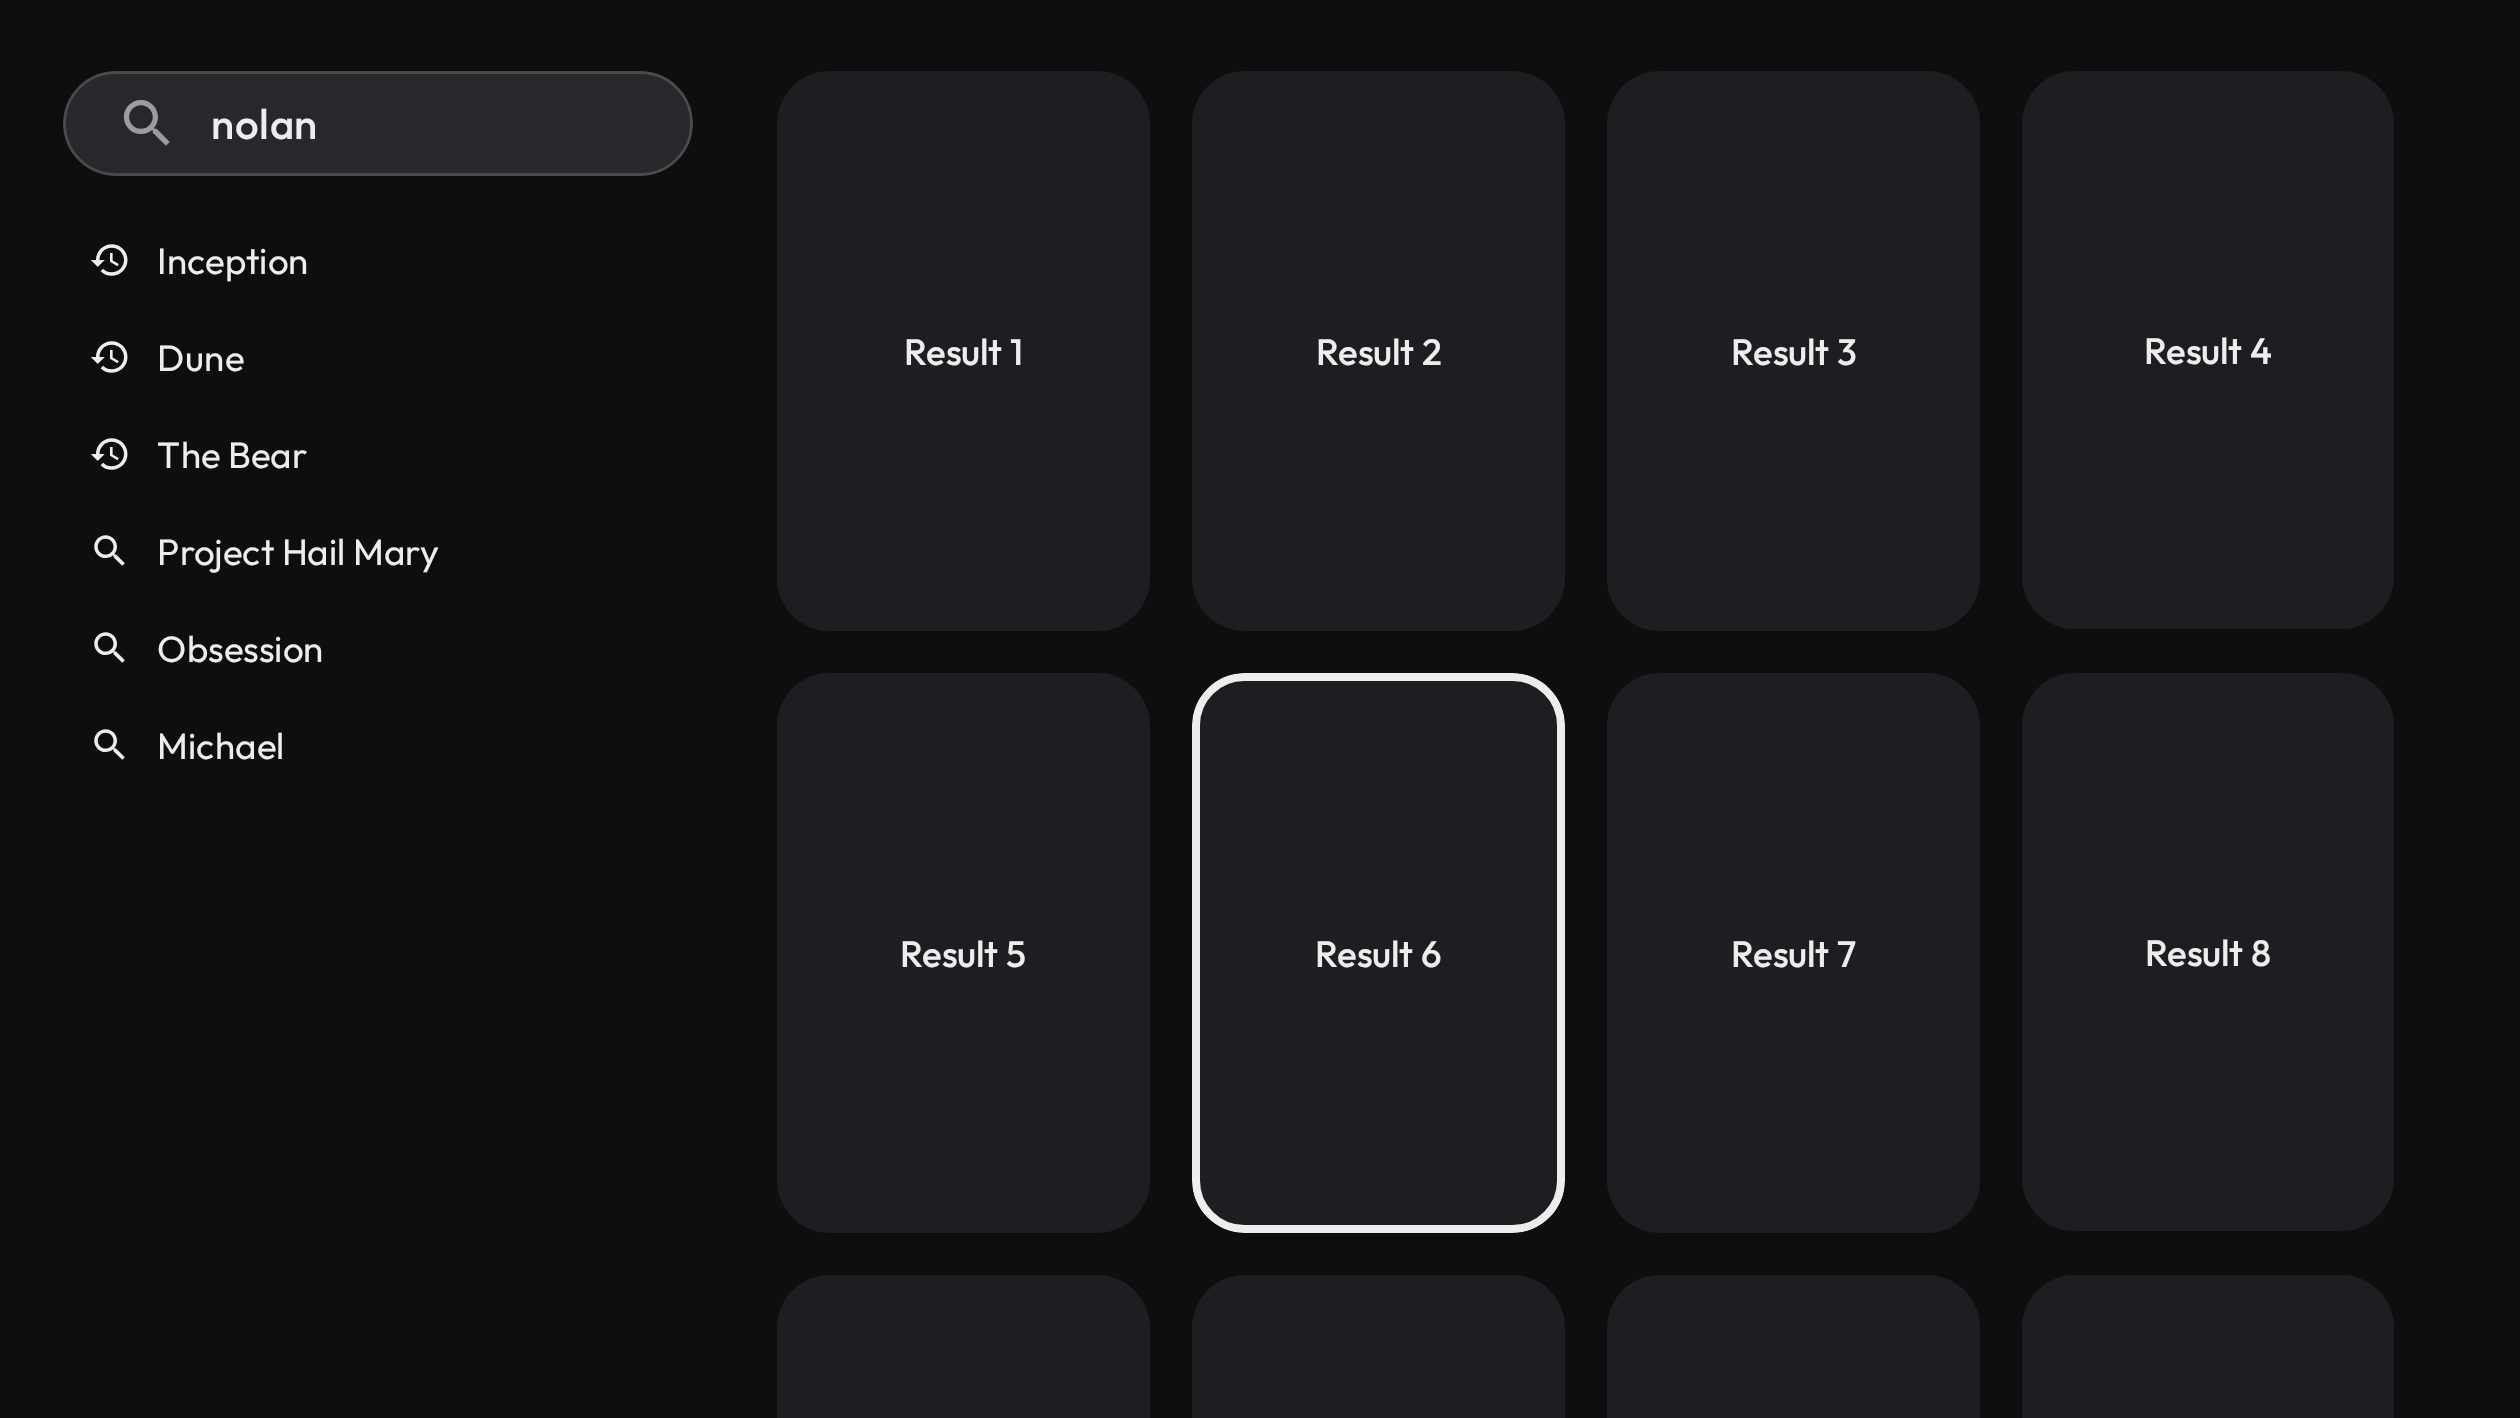 nolan
Inception
Dune
The Bear
Project Hail Mary
Obsession
Michael
Result 1
Result 2
Result 3
Result 4
Result 5
Result 6
Result 7
Result 8